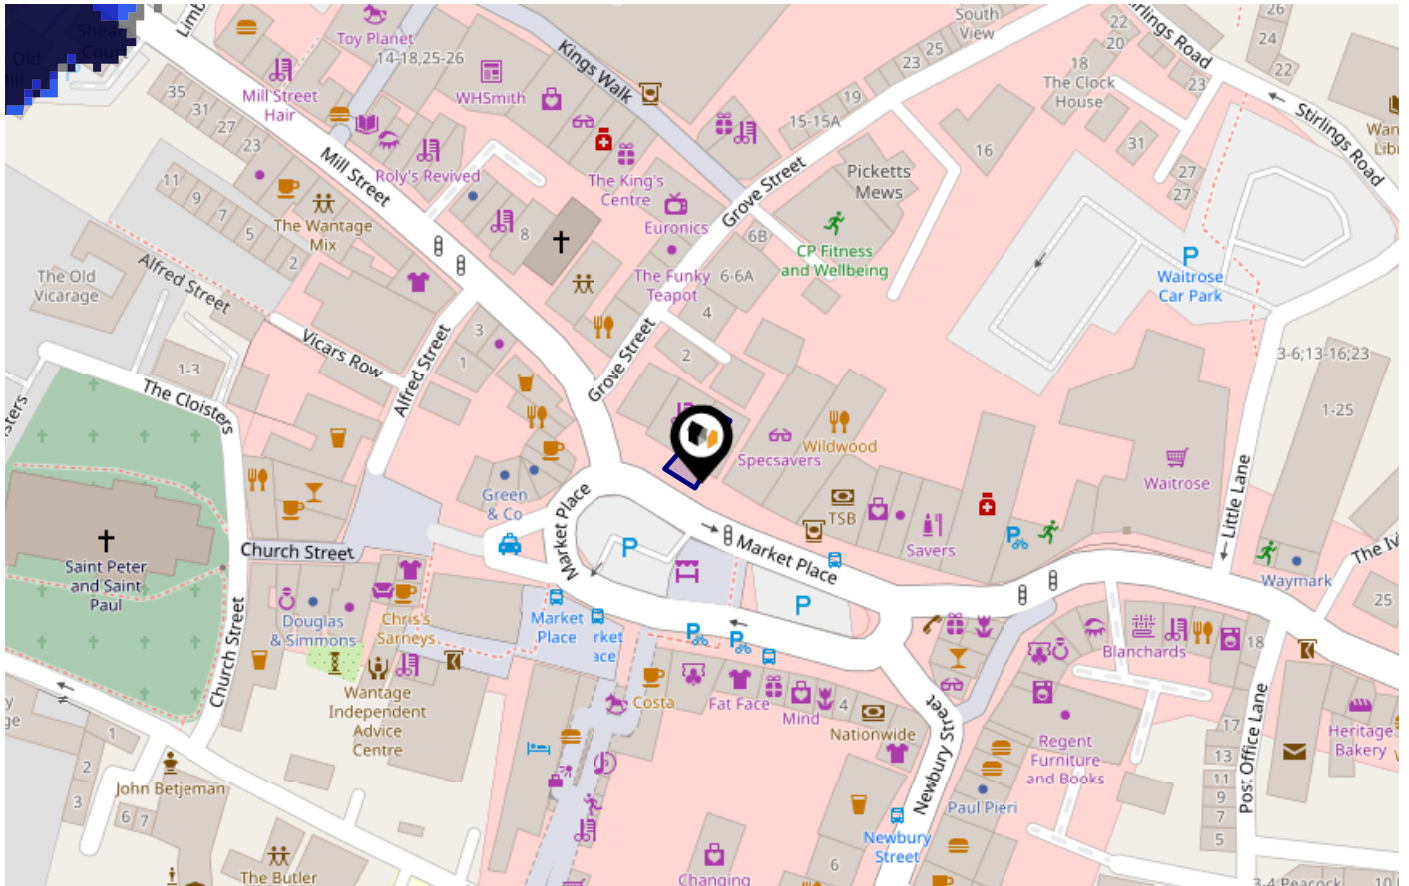 Toy Planet
14-18,25-26
South
View
25
23
19
15-15A
22
20
18
The Clock
House
Stirlings Road
26
24
22
23
Kings Walk
WHSmith
Mill Street
Hair
35
31
27
23
Mill Street
Roly's Revived
The King's
Centre
Euronics
Grove Street
Picketts
Mews
16
31
27
27
Stirlings Road
11
9
7
5
2
The Wantage
Mix
8
6B
CP Fitness
and Wellbeing
The Old
Vicarage
Alfred Street
The Funky
Teapot
6-6A
4
2
P
Waitrose
Car Park
3-6;13-16;23
1-25
1-3
Vicars Row
Alfred Street
3
1
Grove Street
The Cloisters
Specsavers
Wildwood
Waitrose
Little Lane
Green
& Co
TSB
Savers
Market Place
P
Market Place
P
Church Street
Saint Peter
and Saint
Paul
Church Street
Douglas
& Simmons
Chris's
Sarneys
Market
Place
P
P
P
Waymark
25
Wantage
Independent
Advice
Centre
Costa
Fat Face
Mind
4
Nationwide
Blanchards
18
Newbury Street
Post Office Lane
Regent
Furniture
and Books
Heritage
Bakery
17
13
11
9
7
5
1
2
3
6
7
John Betjeman
The Butler
Paul Pieri
Newbury
Street
6
Changing
3-4 Peacock
10